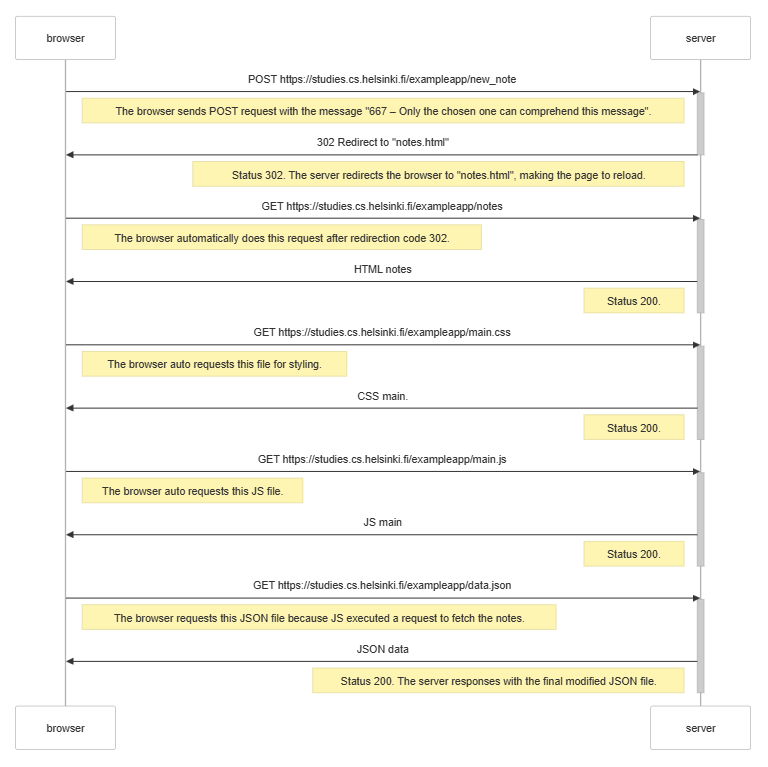 browser
server
POST https://studies.cs.helsinki.fi/exampleapp/new_note
The browser sends POST request with the message "667 – Only the chosen one can comprehend this message".
302 Redirect to "notes.html"
Status 302. The server redirects the browser to "notes.html", making the page to reload.
GET https://studies.cs.helsinki.fi/exampleapp/notes
The browser automatically does this request after redirection code 302.
HTML notes
Status 200.
GET https://studies.cs.helsinki.fi/exampleapp/main.css
The browser auto requests this file for styling.
CSS main.
Status 200.
GET https://studies.cs.helsinki.fi/exampleapp/main.js
The browser auto requests this JS file.
JS main
Status 200.
GET https://studies.cs.helsinki.fi/exampleapp/data.json
The browser requests this JSON file because JS executed a request to fetch the notes.
JSON data
Status 200. The server responses with the final modified JSON file.
browser
server